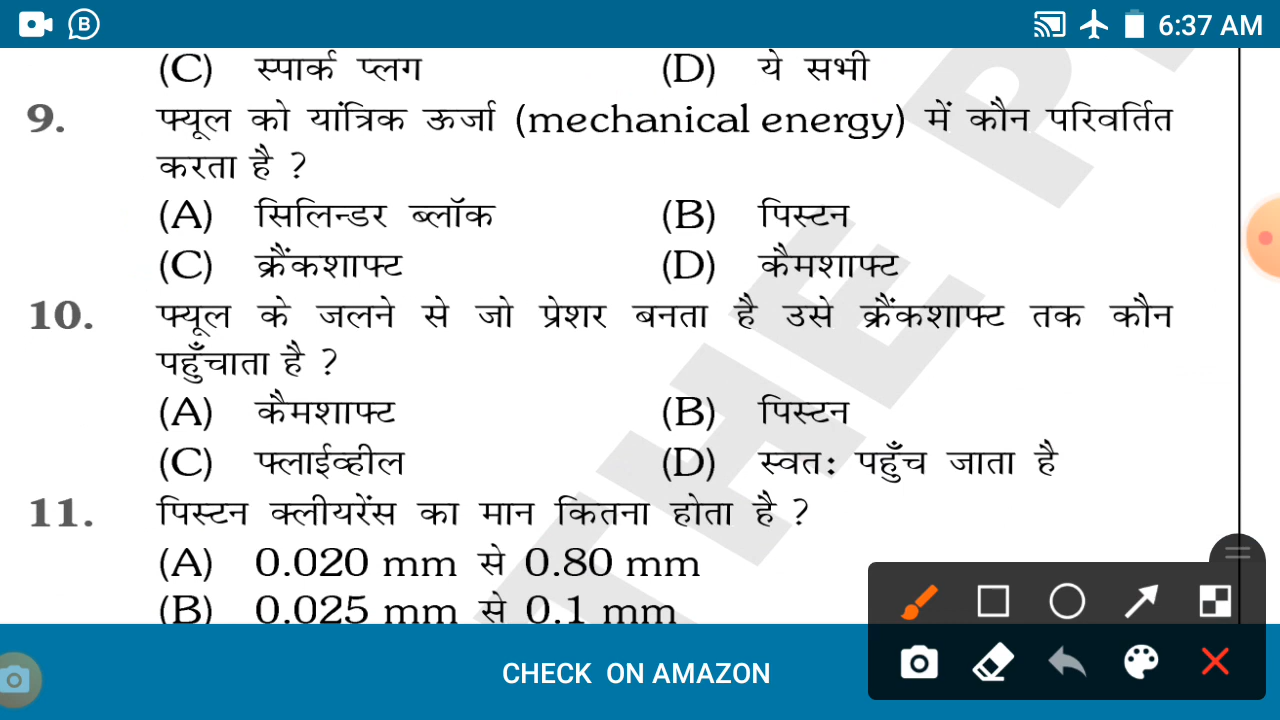 B 6:37 AM
(C) स्पार्क प्लग (D) ये सभी
9. फ्यूल को यांत्रिक ऊर्जा (mechanical energy) में कौन परिवर्तित
करता है ?
(A) सिलिन्डर ब्लॉक (B) पिस्टन
(C) क्रैंकशाफ्ट (D) कैमशाफ्ट
10. फ्यूल के जलने से जो प्रेशर बनता है उसे क्रैंकशाफ्ट तक कौन
पहुँचाता है ?
(A) कैमशाफ्ट (B) पिस्टन
(C) फ्लाईव्हील (D) स्वत: पहुँच जाता है
11. पिस्टन क्लीयरेंस का मान कितना होता है ?
(A) 0.020 mm से 0.80 mm
(B) 0.025 mm से 0.1 mm
CHECK ON AMAZON
THE P